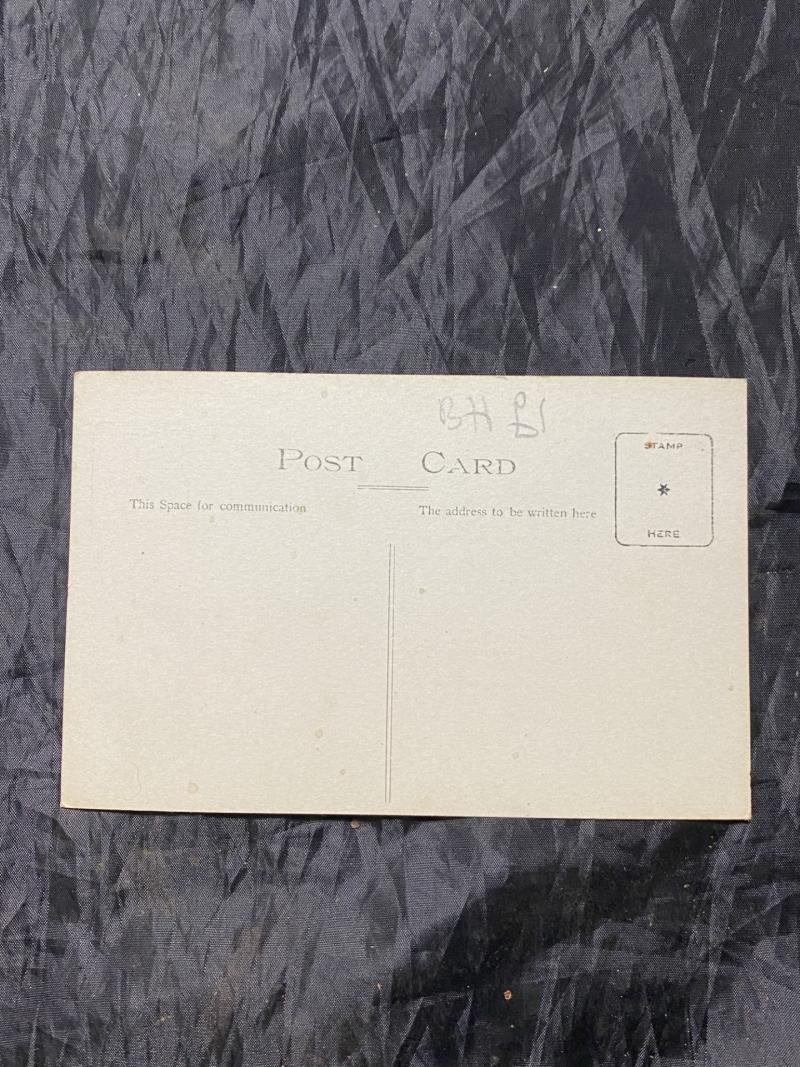 BH £1
POST CARD
STAMP
HERE
This Space for communication
The address to be written here